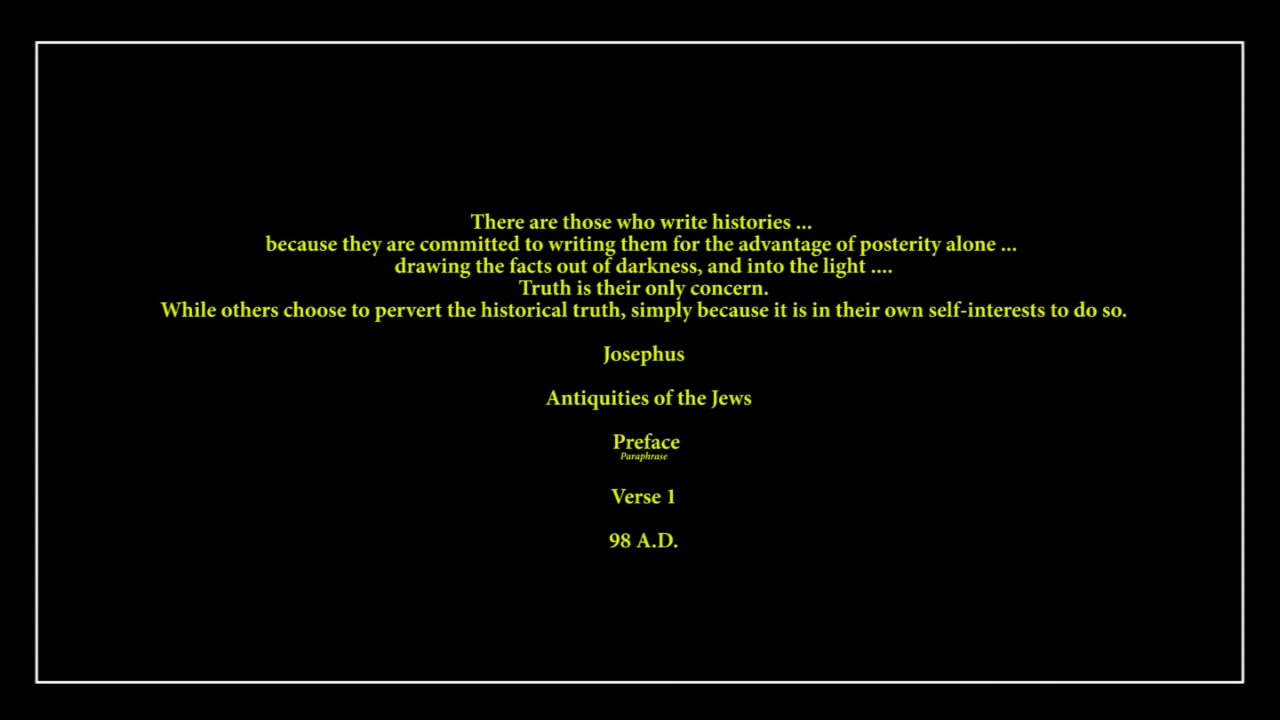 There are those who write histories ...
because they are committed to writing them for the advantage of posterity alone ...
drawing the facts out of darkness, and into the light ....
Truth is their only concern.
While others choose to pervert the historical truth, simply because it is in their own self-interests to do so.
Josephus
Antiquities of the Jews
Preface
Paraphrase
Verse 1
98 A.D.